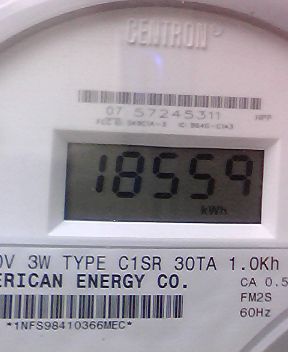 CENTRON®
07 57245311
HPP
18559
kWh
0V 3W TYPE C1SR 30TA 1.0Kh
ERICAN ENERGY CO.
CA 0.5
FM2S
60Hz
*1NFS98410366MEC*